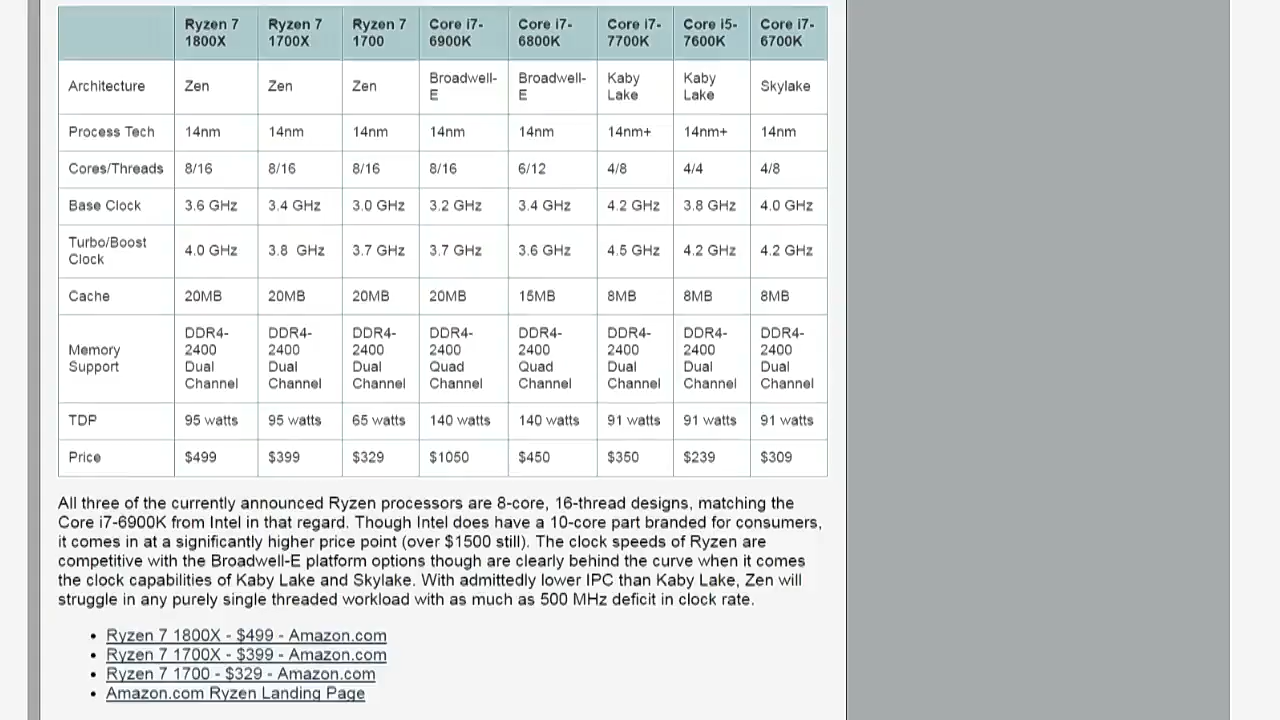 Ryzen 7 1800X Ryzen 7 1700X Ryzen 7 1700 Core i7-6900K Core i7-6800K Core i7-7700K Core i5-7600K Core i7-6700K
Architecture Zen Zen Zen Broadwell-E Broadwell-E Kaby Lake Kaby Lake Skylake
Process Tech 14nm 14nm 14nm 14nm 14nm 14nm+ 14nm+ 14nm
Cores/Threads 8/16 8/16 8/16 8/16 6/12 4/8 4/4 4/8
Base Clock 3.6 GHz 3.4 GHz 3.0 GHz 3.2 GHz 3.4 GHz 4.2 GHz 3.8 GHz 4.0 GHz
Turbo/Boost Clock 4.0 GHz 3.8 GHz 3.7 GHz 3.7 GHz 3.6 GHz 4.5 GHz 4.2 GHz 4.2 GHz
Cache 20MB 20MB 20MB 20MB 15MB 8MB 8MB 8MB
Memory Support DDR4-2400 Dual Channel DDR4-2400 Dual Channel DDR4-2400 Dual Channel DDR4-2400 Quad Channel DDR4-2400 Quad Channel DDR4-2400 Dual Channel DDR4-2400 Dual Channel DDR4-2400 Dual Channel
TDP 95 watts 95 watts 65 watts 140 watts 140 watts 91 watts 91 watts 91 watts
Price $499 $399 $329 $1050 $450 $350 $239 $309
All three of the currently announced Ryzen processors are 8-core, 16-thread designs, matching the
Core i7-6900K from Intel in that regard. Though Intel does have a 10-core part branded for consumers,
it comes in at a significantly higher price point (over $1500 still). The clock speeds of Ryzen are
competitive with the Broadwell-E platform options though are clearly behind the curve when it comes
the clock capabilities of Kaby Lake and Skylake. With admittedly lower IPC than Kaby Lake, Zen will
struggle in any purely single threaded workload with as much as 500 MHz deficit in clock rate.
• Ryzen 7 1800X - $499 - Amazon.com
• Ryzen 7 1700X - $399 - Amazon.com
• Ryzen 7 1700 - $329 - Amazon.com
• Amazon.com Ryzen Landing Page